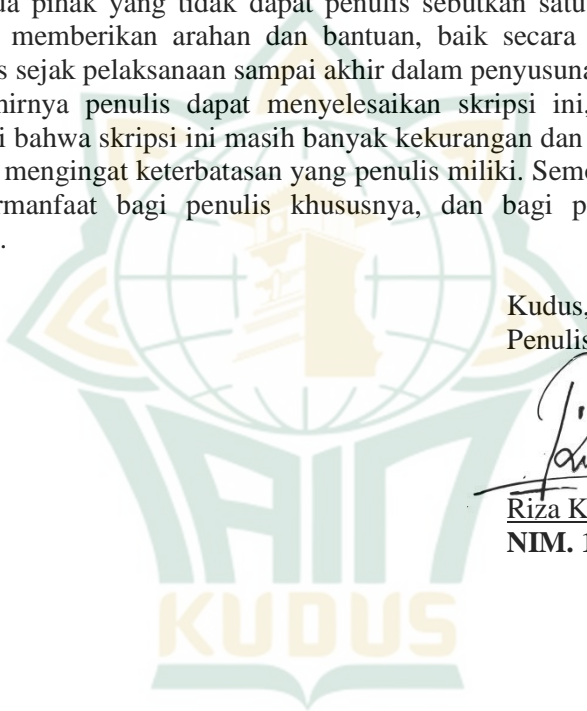 pihak yang tidak dapat penulis sebutkan satu
memberikan arahan dan bantuan, baik secara
s sejak pelaksanaan sampai akhir dalam penyusuna
hirnya penulis dapat menyelesaikan skripsi ini,
i bahwa skripsi ini masih banyak kekurangan dan
mengingat keterbatasan yang penulis miliki. Sem
rmanfaat bagi penulis khususnya, dan bagi p
.
Kudus,
Penulis
Riza K
NIM. 1
IAIN
KUDUS